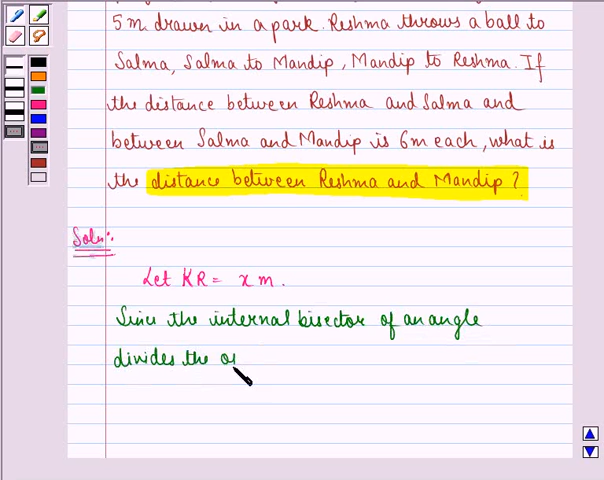 5 m drawn in a park. Reshma throws a ball to
Salma, Salma to Mandip, Mandip to Reshma. If
the distance between Reshma and Salma and
between Salma and Mandip is 6m each, what is
the distance between Reshma and Mandip?
Soln:
Let KR = x m.
Since the internal bisector of an angle
divides the o